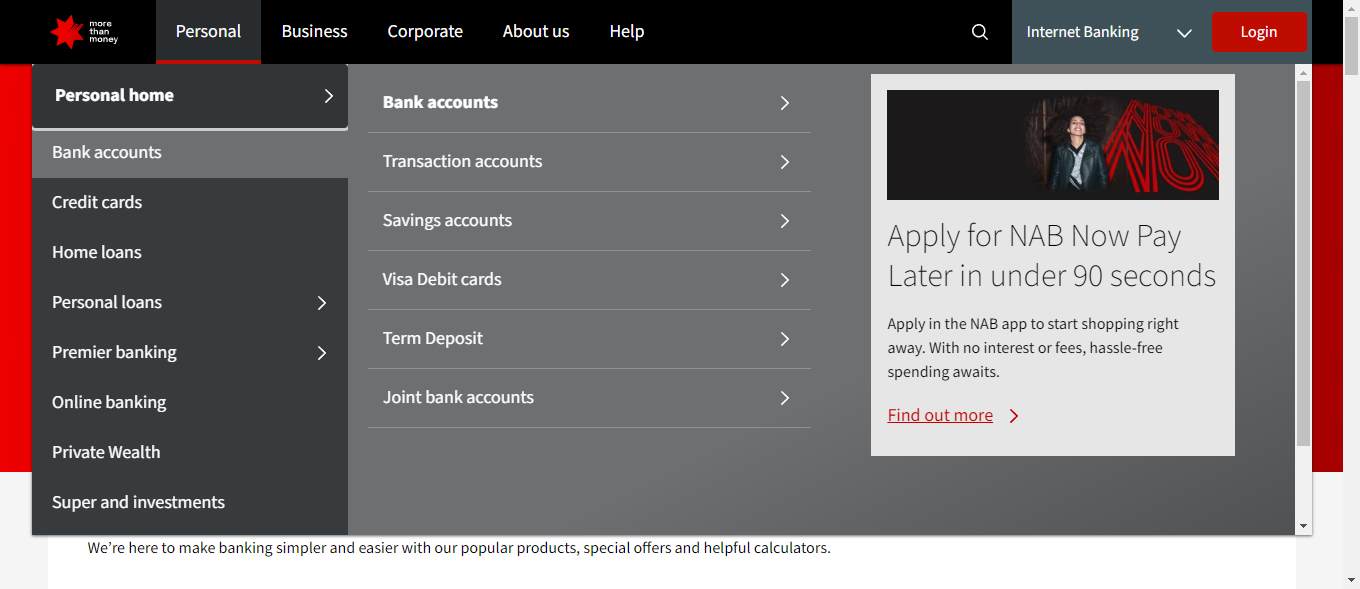 more
than
money
Personal
Business
Corporate
About us
Help
Internet Banking
Login
Personal home
Bank accounts
Credit cards
Home loans
Personal loans
Premier banking
Online banking
Private Wealth
Super and investments
Bank accounts
Transaction accounts
Savings accounts
Visa Debit cards
Term Deposit
Joint bank accounts
NOW
Apply for NAB Now Pay
Later in under 90 seconds
Apply in the NAB app to start shopping right
away. With no interest or fees, hassle-free
spending awaits.
Find out more
We’re here to make banking simpler and easier with our popular products, special offers and helpful calculators.